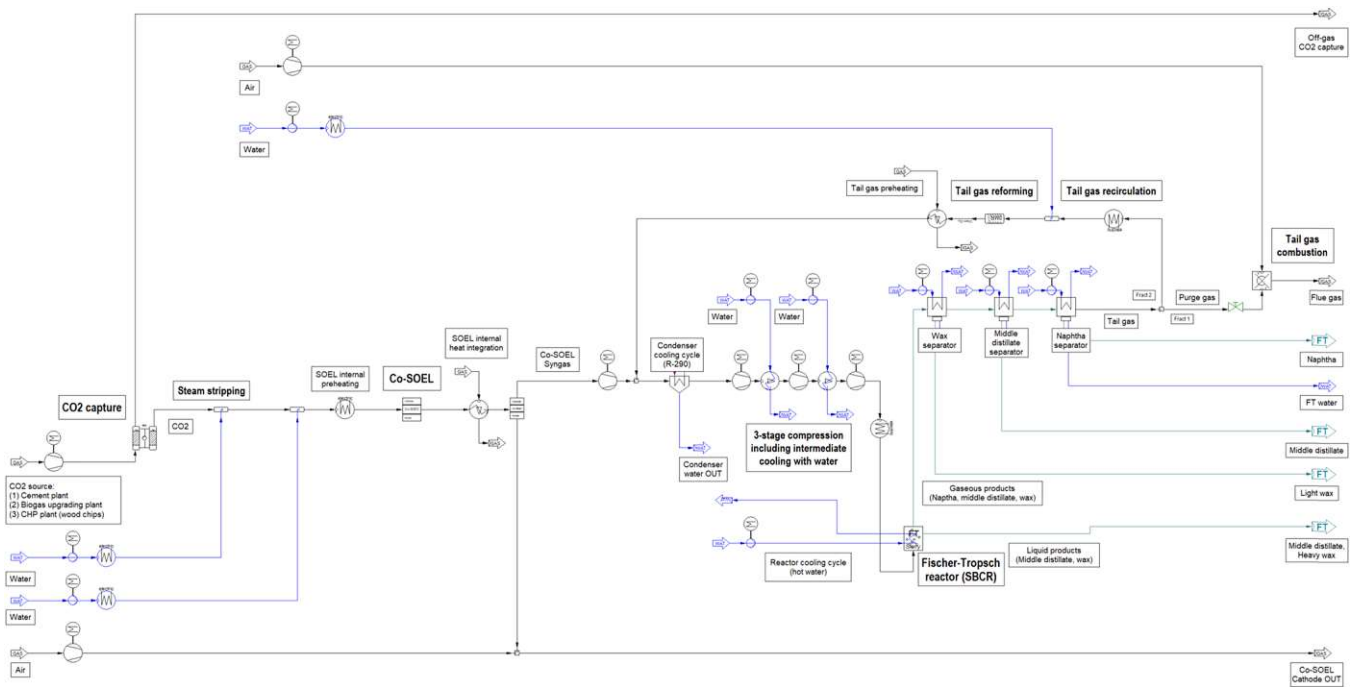 Off-gas
CO2 capture
Air
Water
Tail gas preheating
Tail gas reforming
Tail gas recirculation
Tail gas
combustion
Fract 2
Purge gas
Flue gas
Fract 1
Tail gas
Water
Water
Wax
separator
Middle
distillate
separator
Naphtha
separator
FT
Naphtha
SOEL internal
heat integration
Co-SOEL
Syngas
Condenser
cooling cycle
(R-290)
SOEL internal
preheating
Co-SOEL
Steam stripping
CO2 capture
CO2
FT water
3-stage compression
including intermediate
cooling with water
FT
Middle distillate
Condenser
water OUT
CO2 source:
(1) Cement plant
(2) Biogas upgrading plant
(3) CHP plant (wood chips)
Gaseous products
(Naptha, middle distillate, wax)
FT
Light wax
FT
Middle distillate,
Heavy wax
Reactor cooling cycle
(hot water)
Fischer-Tropsch
reactor (SBCR)
Liquid products
(Middle distillate, wax)
Water
Water
Air
Co-SOEL
Cathode OUT